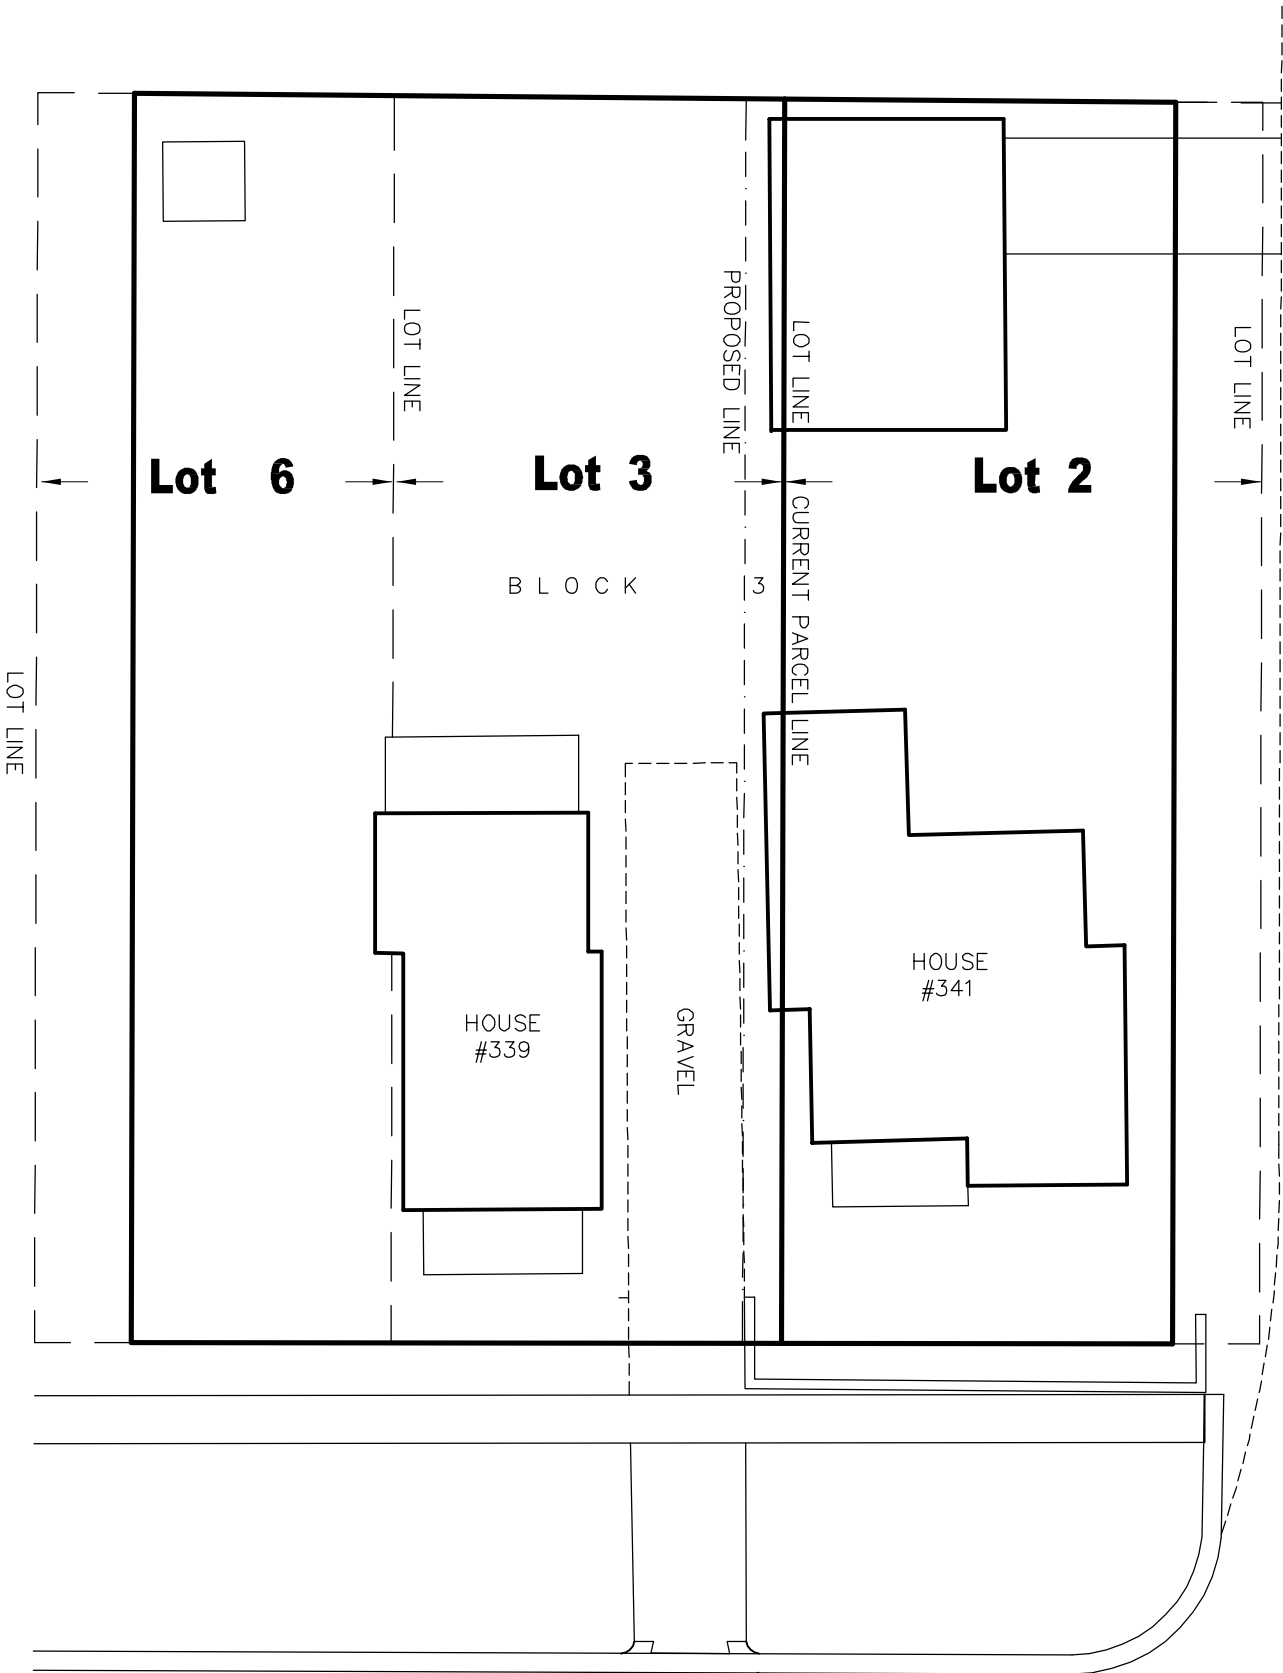 LOT LINE
PROPOSED LINE
LOT LINE
LOT LINE
Lot 6
Lot 3
Lot 2
CURRENT PARCEL LINE
BLOCK 3
LOT LINE
HOUSE
#341
HOUSE
#339
GRAVEL